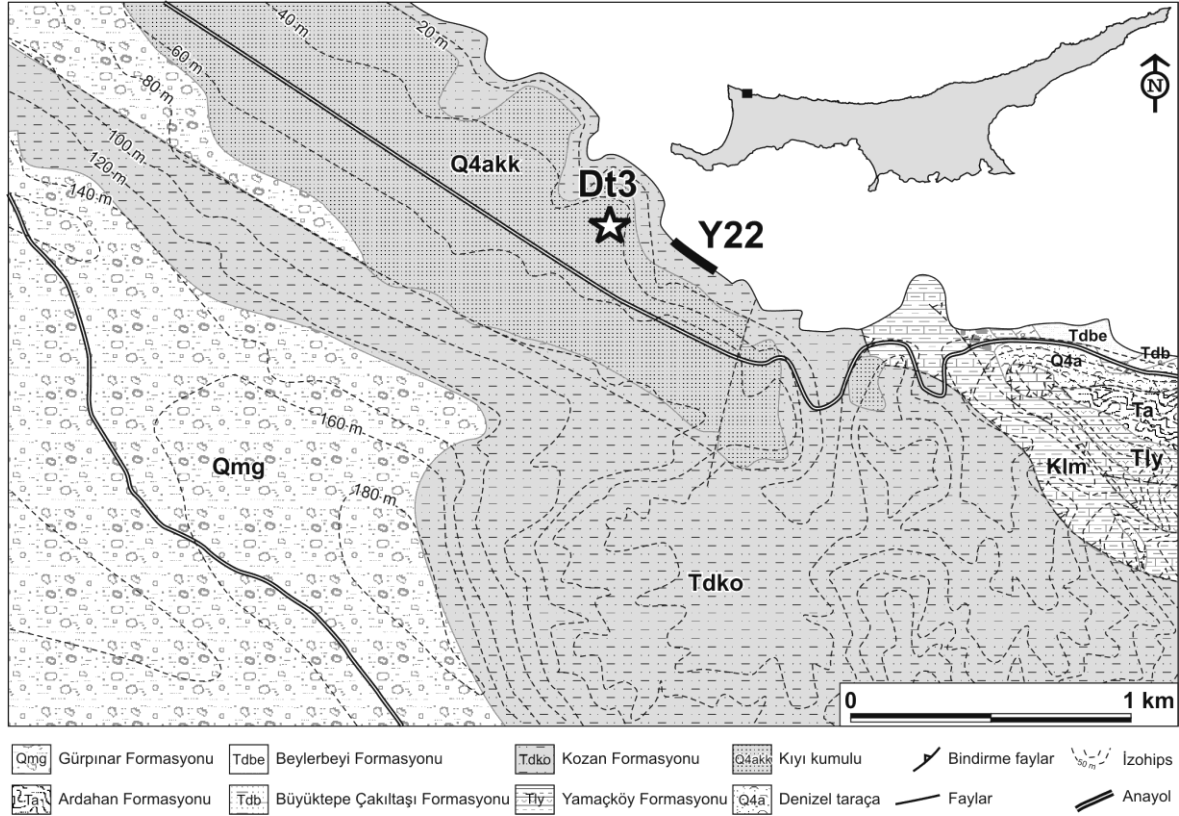 20 m
40 m
60 m
80 m
100 m
120 m
140 m
N
Q4akk
Dt3
Y22
Tdbe
Tdb
Q4a
Ta
160 m
Qmg
180 m
Klm
Tly
Tdko
0 1 km
Qmg Gürpınar Formasyonu
Tdbe Beylerbeyi Formasyonu
Tdko Kozan Formasyonu
Q4akk Kıyı kumulu
Bindirme faylar
50 m İzohips
Ta Ardahan Formasyonu
Tdb Büyüktepe Çakıltaşı Formasyonu
Tly Yamaçköy Formasyonu
Q4a Denizel taraça
Faylar
Anayol